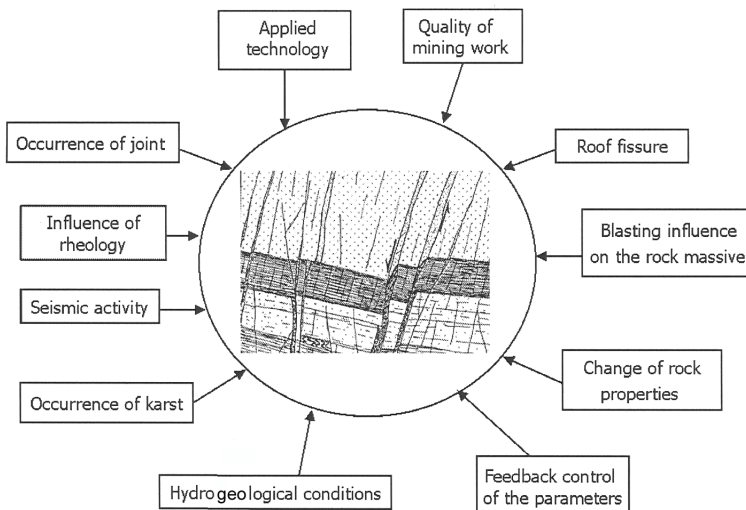 Applied
technology
Quality of
mining work
Occurrence of joint
Roof fissure
Influence of
rheology
Blasting influence
on the rock massive
Seismic activity
Change of rock
properties
Occurrence of karst
Hydrogeological conditions
Feedback control
of the parameters